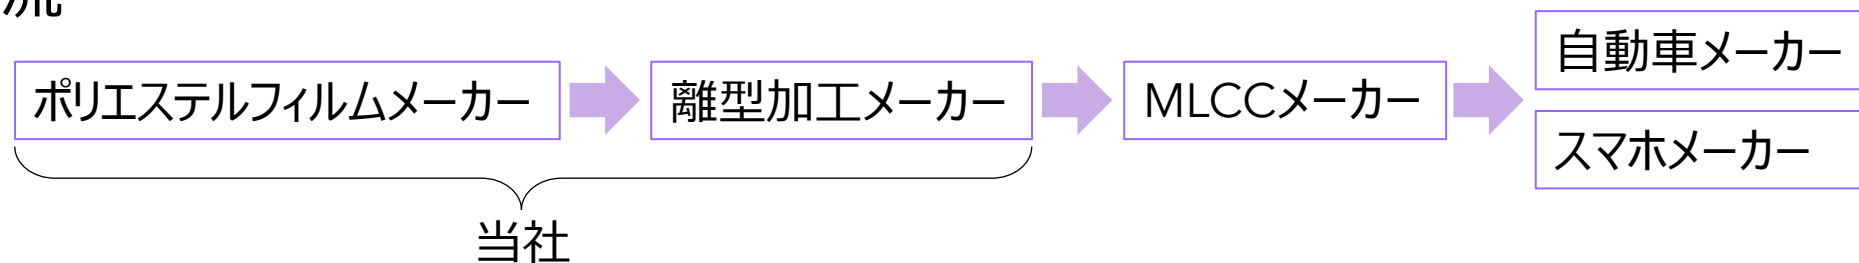 流
ポリエステルフィルムメーカー
離型加工メーカー
MLCCメーカー
自動車メーカー
スマホメーカー
当社